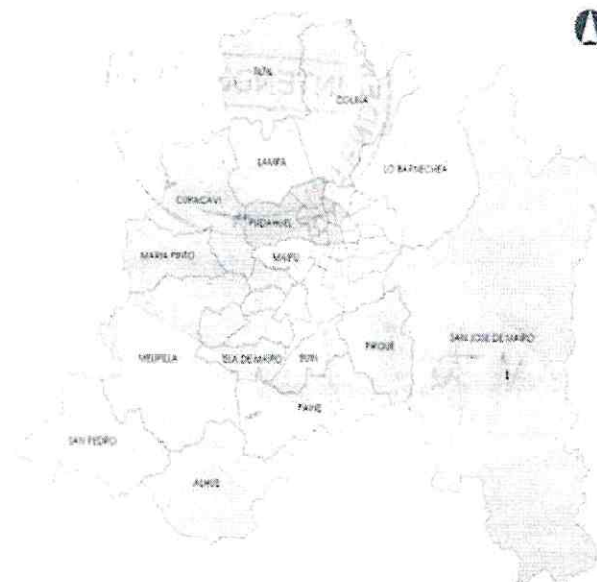 TILTIL
COLINA
LAMPA
LO BARNECHEA
CURACAVI
PUDAHUEL
MARIA PINTO
MAIPU
MELIPILLA
ISLA DE MAIPO
BUIN
PIRQUE
SAN JOSE DE MAIPO
PAINE
SAN PEDRO
ALHUE
INTEND